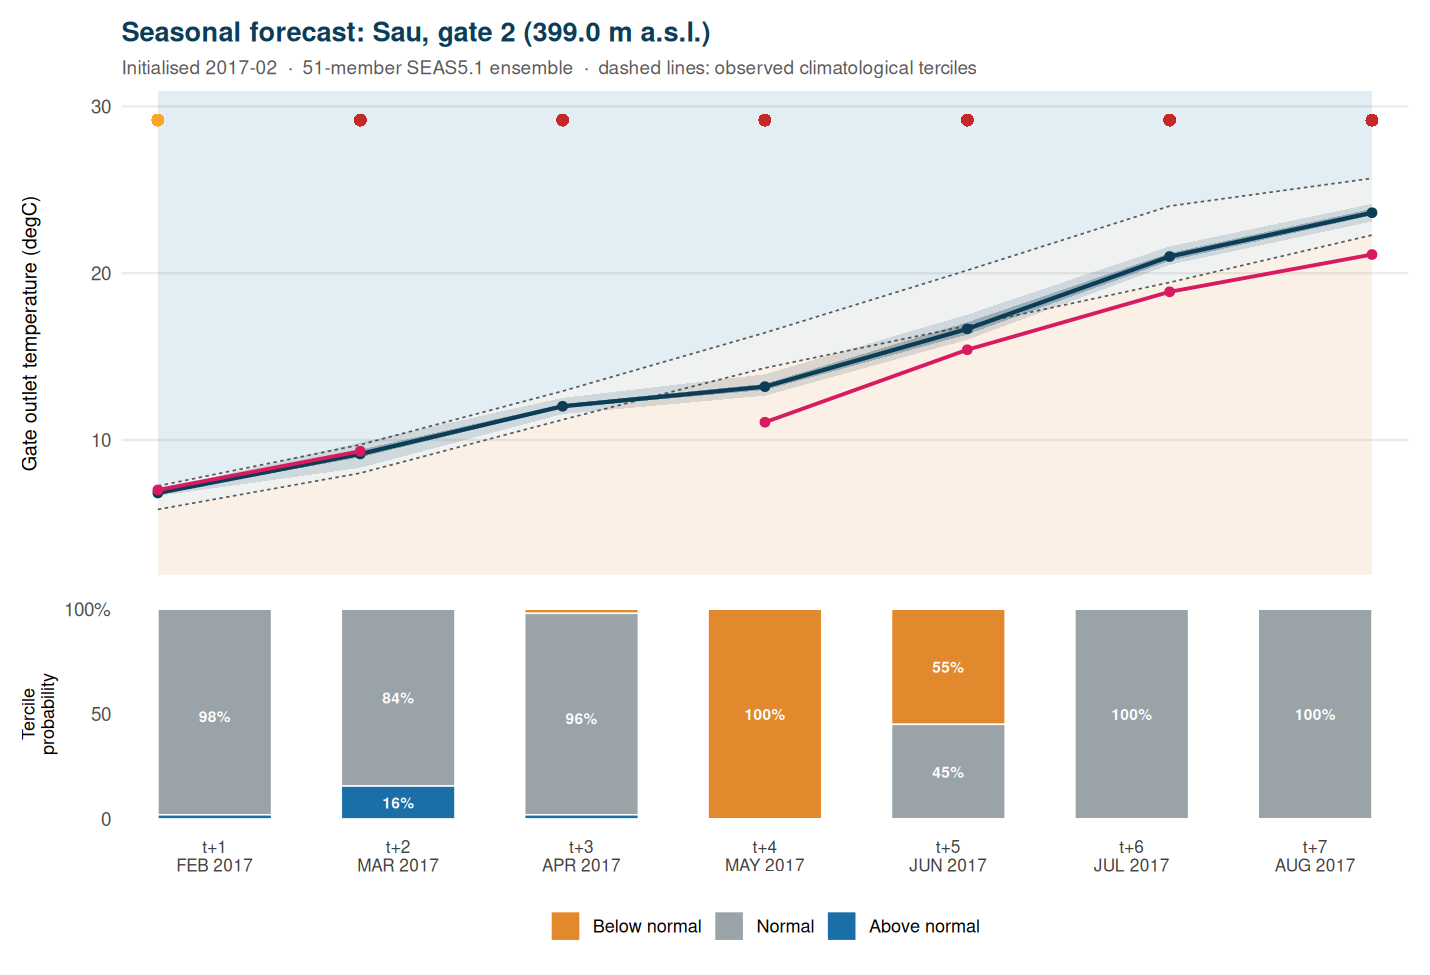 Seasonal forecast: Sau, gate 2 (399.0 m a.s.l.)
Initialised 2017-02 · 51-member SEAS5.1 ensemble · dashed lines: observed climatological terciles
Gate outlet temperature (degC)
30
20
10
Tercile
probability
100%
50
0
98%
84%
16%
96%
100%
55%
45%
100%
100%
t+1
FEB 2017
t+2
MAR 2017
t+3
APR 2017
t+4
MAY 2017
t+5
JUN 2017
t+6
JUL 2017
t+7
AUG 2017
Below normal
Normal
Above normal